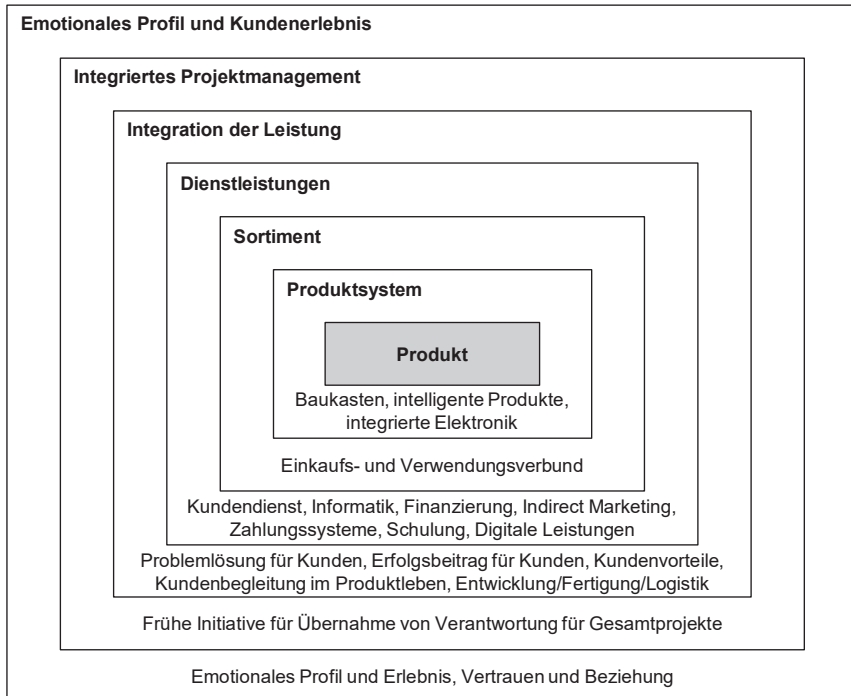 Emotionales Profil und Kundenerlebnis
Integriertes Projektmanagement
Integration der Leistung
Dienstleistungen
Sortiment
Produktsystem
Produkt
Baukasten, intelligente Produkte,
integrierte Elektronik
Einkaufs- und Verwendungsverbund
Kundendienst, Informatik, Finanzierung, Indirect Marketing,
Zahlungssysteme, Schulung, Digitale Leistungen
Problemlösung für Kunden, Erfolgsbeitrag für Kunden, Kundenvorteile,
Kundenbegleitung im Produktleben, Entwicklung/Fertigung/Logistik
Frühe Initiative für Übernahme von Verantwortung für Gesamtprojekte
Emotionales Profil und Erlebnis, Vertrauen und Beziehung